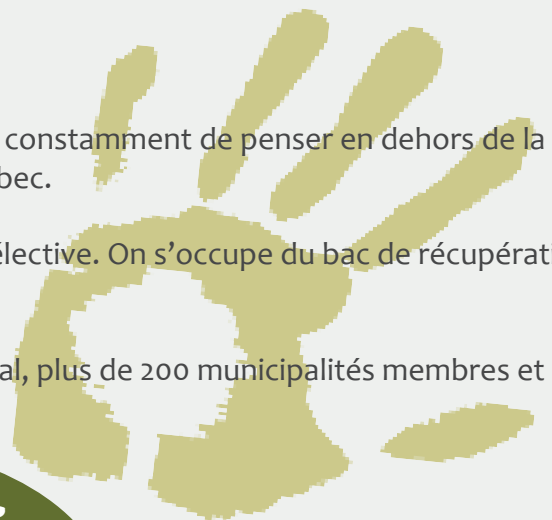 constamment de penser en dehors de la
bec.
élective. On s’occupe du bac de récupérati
al, plus de 200 municipalités membres et